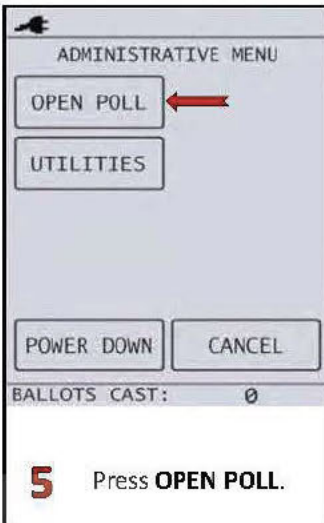 ADMINISTRATIVE MENU
OPEN POLL
UTILITIES
POWER DOWN CANCEL
BALLOTS CAST: 0
5 Press OPEN POLL.